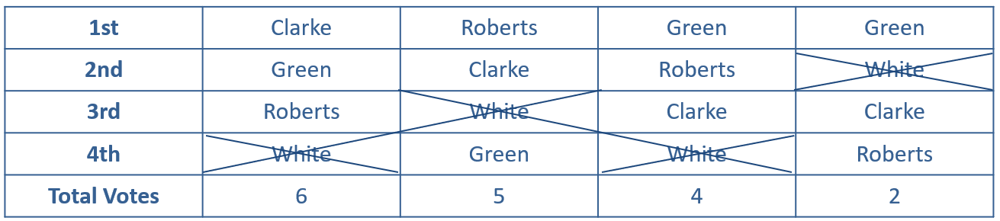 1st Clarke Roberts Green Green
2nd Green Clarke Roberts White
3rd Roberts White Clarke Clarke
4th White Green White Roberts
Total Votes 6 5 4 2